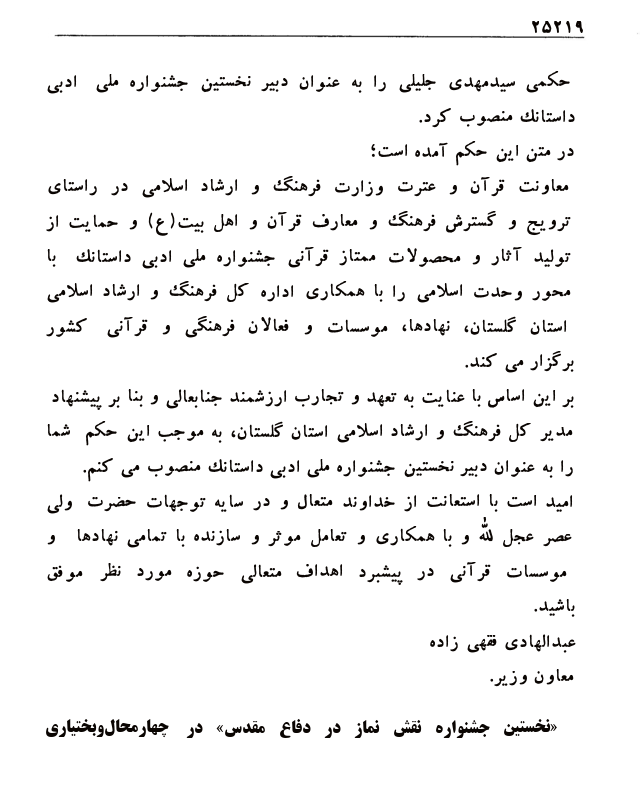 ۲۵۲۱۹
حکمی سیدمهدی جلیلی را به عنوان دبیر نخستین جشنواره ملی ادبی
داستانك منصوب کرد.
در متن این حکم آمده است؛
معاونت قرآن و عترت وزارت فرهنگ و ارشاد اسلامی در راستای
ترویج و گسترش فرهنگ و معارف قرآن و اهل بیت(ع) و حمایت از
تولید آثار و محصولات ممتاز قرآنی جشنواره ملی ادبی داستانك با
محور وحدت اسلامی را با همکاری اداره کل فرهنگ و ارشاد اسلامی
استان گلستان، نهادها، موسسات و فعالان فرهنگی و قرآنی کشور
برگزار می کند.
بر این اساس با عنایت به تعهد و تجارب ارزشمند جنابعالی و بنا بر پیشنهاد
مدیر کل فرهنگ و ارشاد اسلامی استان گلستان، به موجب این حکم شما
را به عنوان دبیر نخستین جشنواره ملی ادبی داستانك منصوب می کنم.
امید است با استعانت از خداوند متعال و در سایه توجهات حضرت ولی
عصر عجل لله و با همکاری و تعامل موثر و سازنده با تمامی نهادها و
موسسات قرآنی در پیشبرد اهداف متعالی حوزه مورد نظر موفق
باشید.
عبدالهادی فقهی زاده
معاون وزیر.
«نخستین جشنواره نقش نماز در دفاع مقدس» در چهارمحال‌وبختیاری